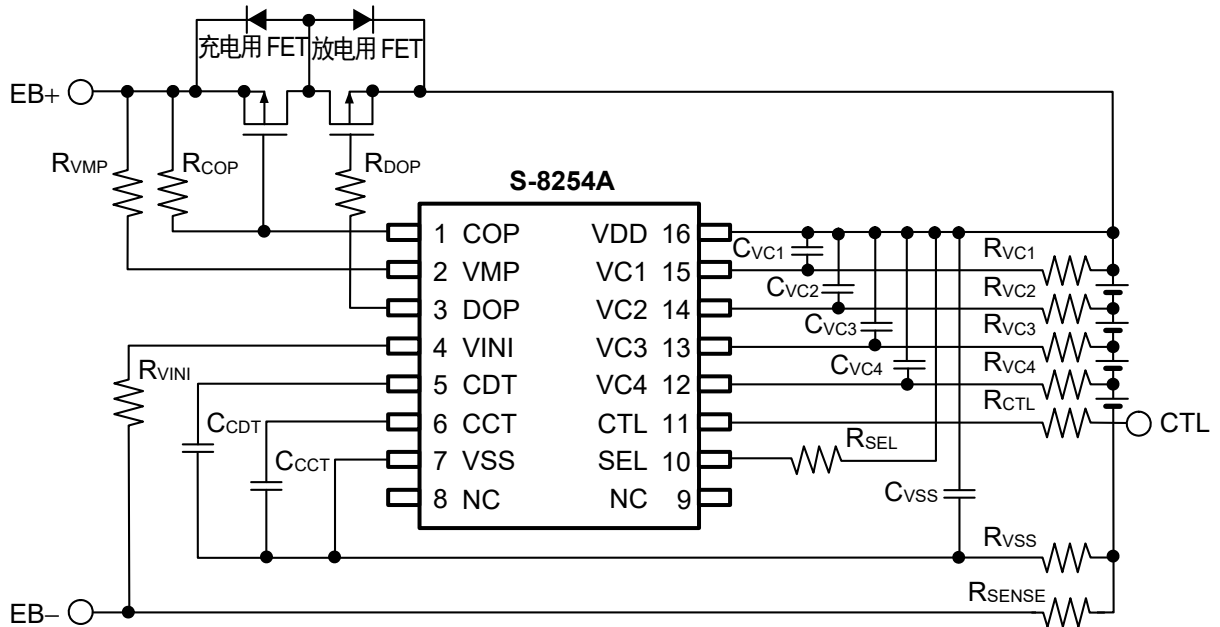 充电用 FET 放电用 FET
EB+
RVMP RCOP RDOP
S-8254A
1 COP VDD 16
2 VMP VC1 15
3 DOP VC2 14
4 VINI VC3 13
5 CDT VC4 12
6 CCT CTL 11
7 VSS SEL 10
8 NC NC 9
CVC1 RVC1
CVC2 RVC2
CVC3 RVC3
CVC4 RVC4
RVINI RCTL
CTL
CCDT RSEL
CCCT CVSS
RVSS
RSENSE
EB−